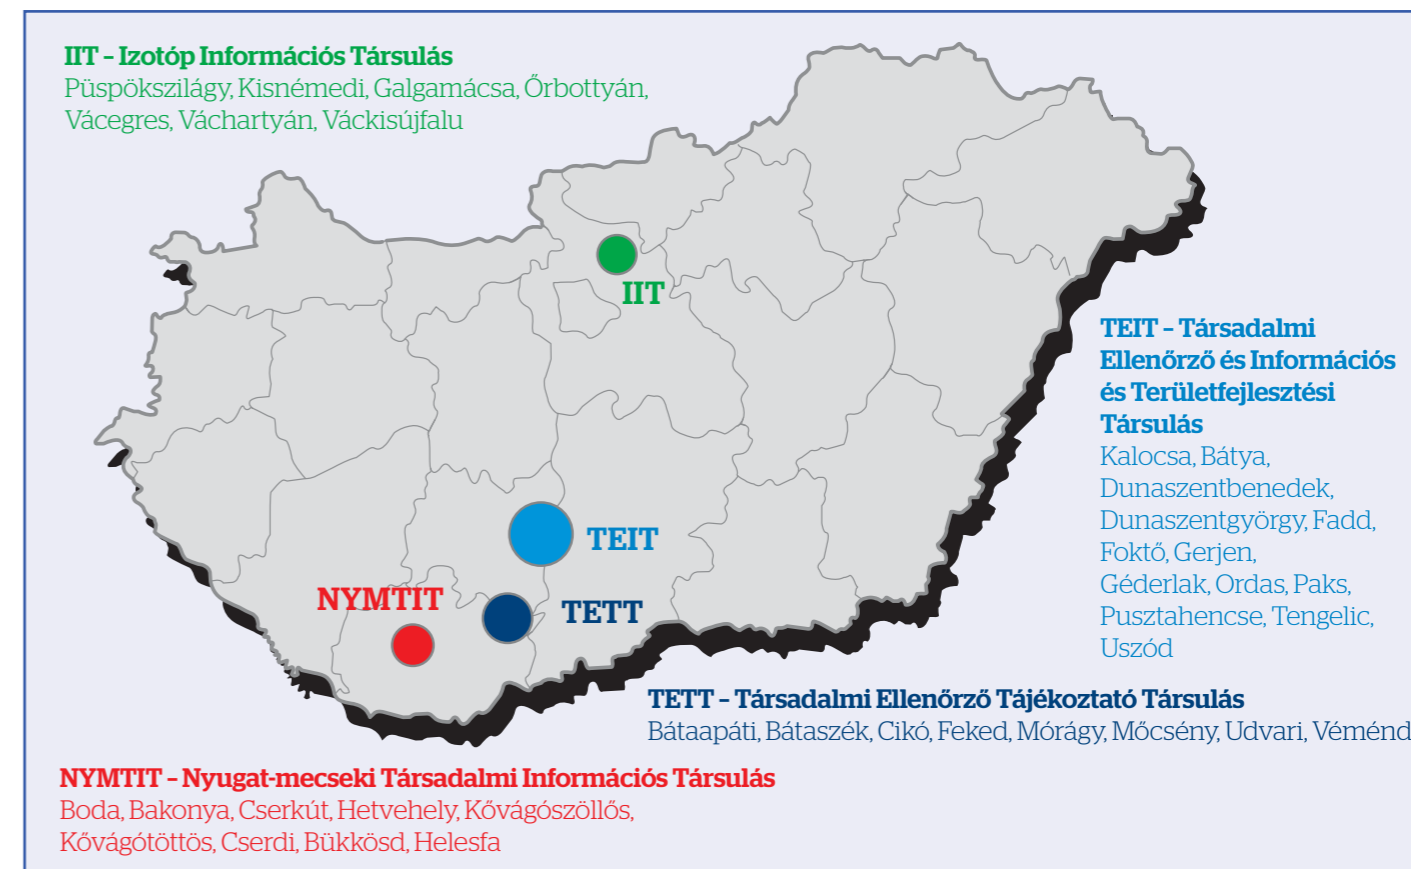 IIT – Izotóp Információs Társulás
Püspökszilágy, Kisnémedi, Galgamácsa, Őrbottyán,
Vácegres, Váchartyán, Váckisújfalu
IIT
TEIT – Társadalmi
Ellenőrző és Információs
és Területfejlesztési
Társulás
Kalocsa, Bátya,
Dunaszentbenedek,
Dunaszentgyörgy, Fadd,
Foktő, Gerjen,
Géderlak, Ordas, Paks,
Pusztahencse, Tengelic,
Uszód
TEIT
NYMTIT
TETT
TETT – Társadalmi Ellenőrző Tájékoztató Társulás
Bátaapáti, Bátaszék, Cikó, Feked, Mórágy, Mőcsény, Udvari, Véménd
NYMTIT – Nyugat-mecseki Társadalmi Információs Társulás
Boda, Bakonya, Cserkút, Hetvehely, Kővágószöllős,
Kővágótöttös, Cserdi, Bükkösd, Helesfa